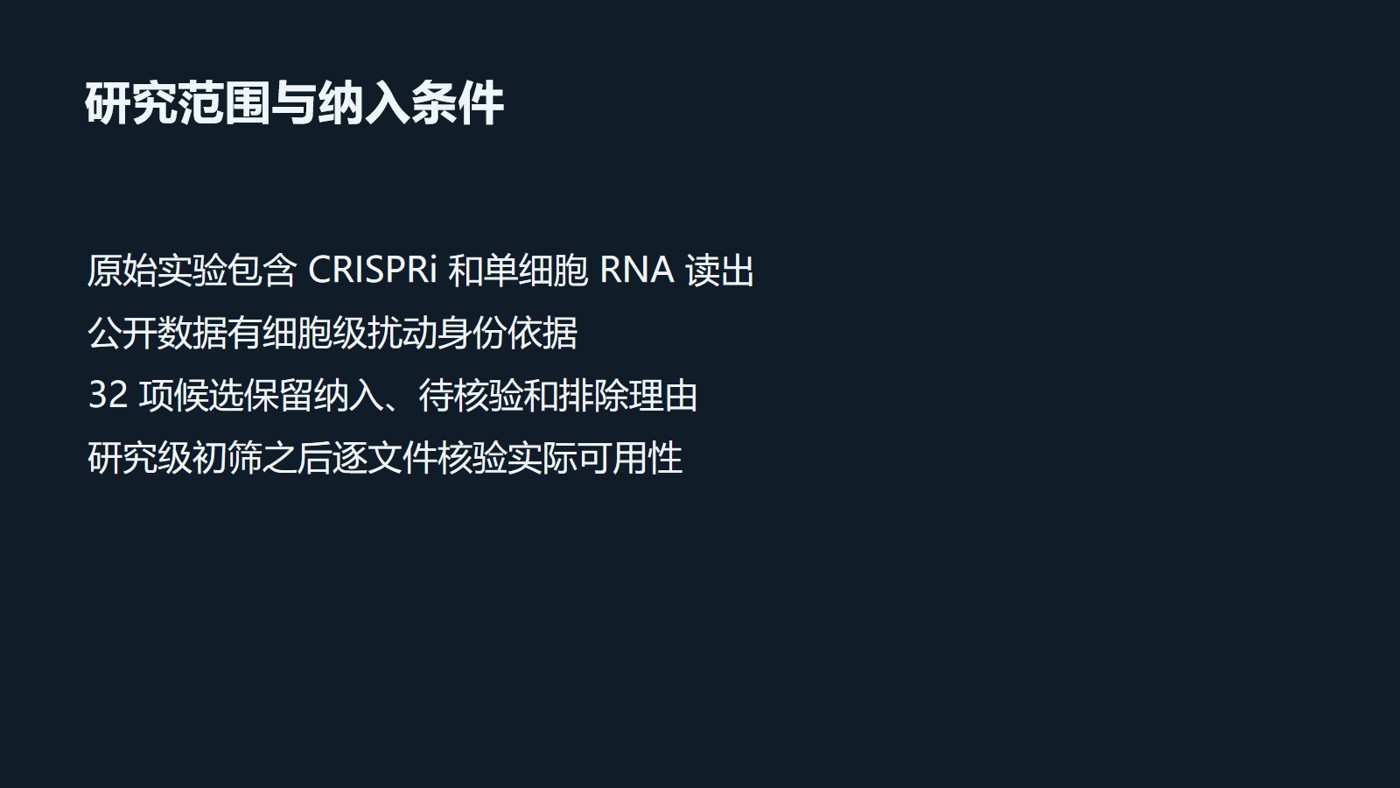 研究范围与纳入条件
原始实验包含 CRISPRi 和单细胞 RNA 读出
公开数据有细胞级扰动身份依据
32 项候选保留纳入、待核验和排除理由
研究级初筛之后逐文件核验实际可用性